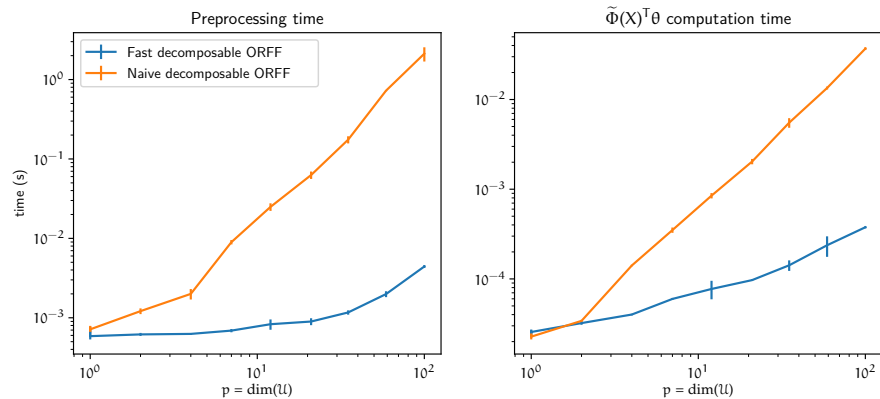 Preprocessing time
Fast decomposable ORFF
Naive decomposable ORFF
time (s)
10⁰
10⁻¹
10⁻²
10⁻³
10⁰ 10¹ 10²
p = dim(𝒰)
Φ̃(X)ᵀθ computation time
10⁻²
10⁻³
10⁻⁴
10⁰ 10¹ 10²
p = dim(𝒰)